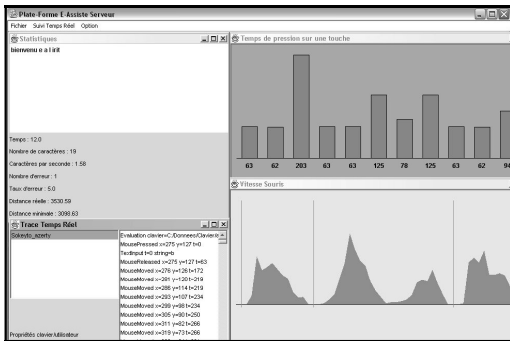 Plate-Forme E-Assiste Serveur
Fichier Suivi Temps Réel Option
Statistiques
bienvenu e a l irit
Temps : 12.0
Nombre de caractères : 19
Caractères par seconde : 1.58
Nombre d'erreur : 1
Taux d'erreur : 5.0
Distance réelle : 3530.59
Distance minimale : 3098.63
Trace Temps Réel
Sokeyto_azerty
Propriétés clavier/utilisateur
Evaluation clavier=C:/Donnees/Clavier/s
MousePressed x=275 y=127 t=0
TextInput t=0 string=b
MouseReleased x=275 y=127 t=63
MouseMoved x=276 y=126 t=172
MouseMoved x=281 y=120 t=219
MouseMoved x=286 y=114 t=219
MouseMoved x=293 y=107 t=234
MouseMoved x=299 y=98 t=234
MouseMoved x=305 y=90 t=250
MouseMoved x=311 y=82 t=266
MouseMoved x=319 y=73 t=266
Temps de pression sur une touche
63 62 203 63 63 125 78 125 63 62 94
Vitesse Souris